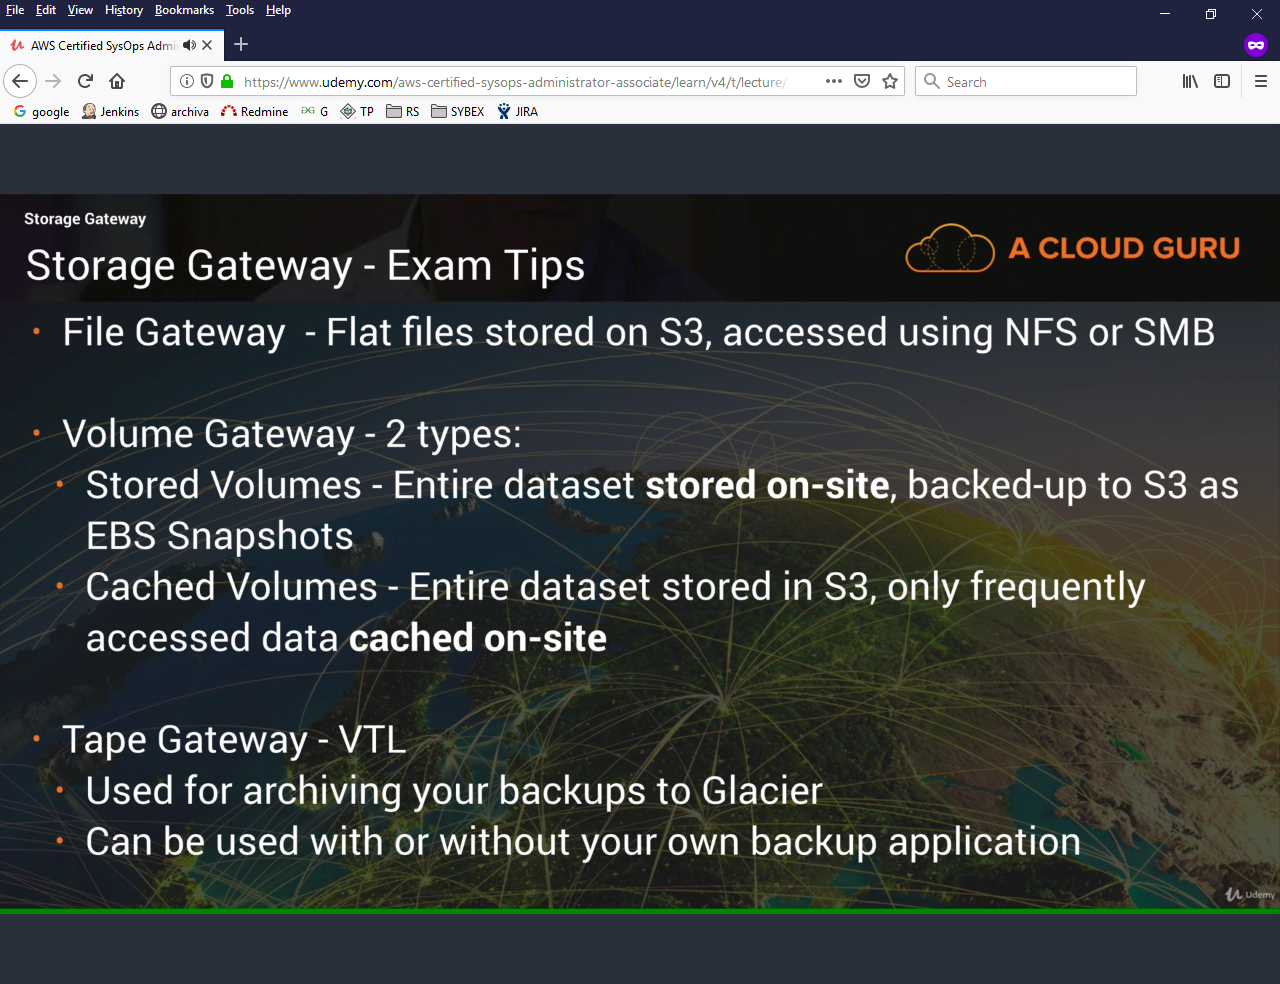 File Edit View History Bookmarks Tools Help
AWS Certified SysOps Admi
https://www.udemy.com/aws-certified-sysops-administrator-associate/learn/v4/t/lecture/
Search
google Jenkins archiva Redmine G TP RS SYBEX JIRA
Storage Gateway
Storage Gateway - Exam Tips
A CLOUD GURU
• File Gateway - Flat files stored on S3, accessed using NFS or SMB
• Volume Gateway - 2 types:
• Stored Volumes - Entire dataset stored on-site, backed-up to S3 as
EBS Snapshots
• Cached Volumes - Entire dataset stored in S3, only frequently
accessed data cached on-site
• Tape Gateway - VTL
• Used for archiving your backups to Glacier
• Can be used with or without your own backup application
Udemy